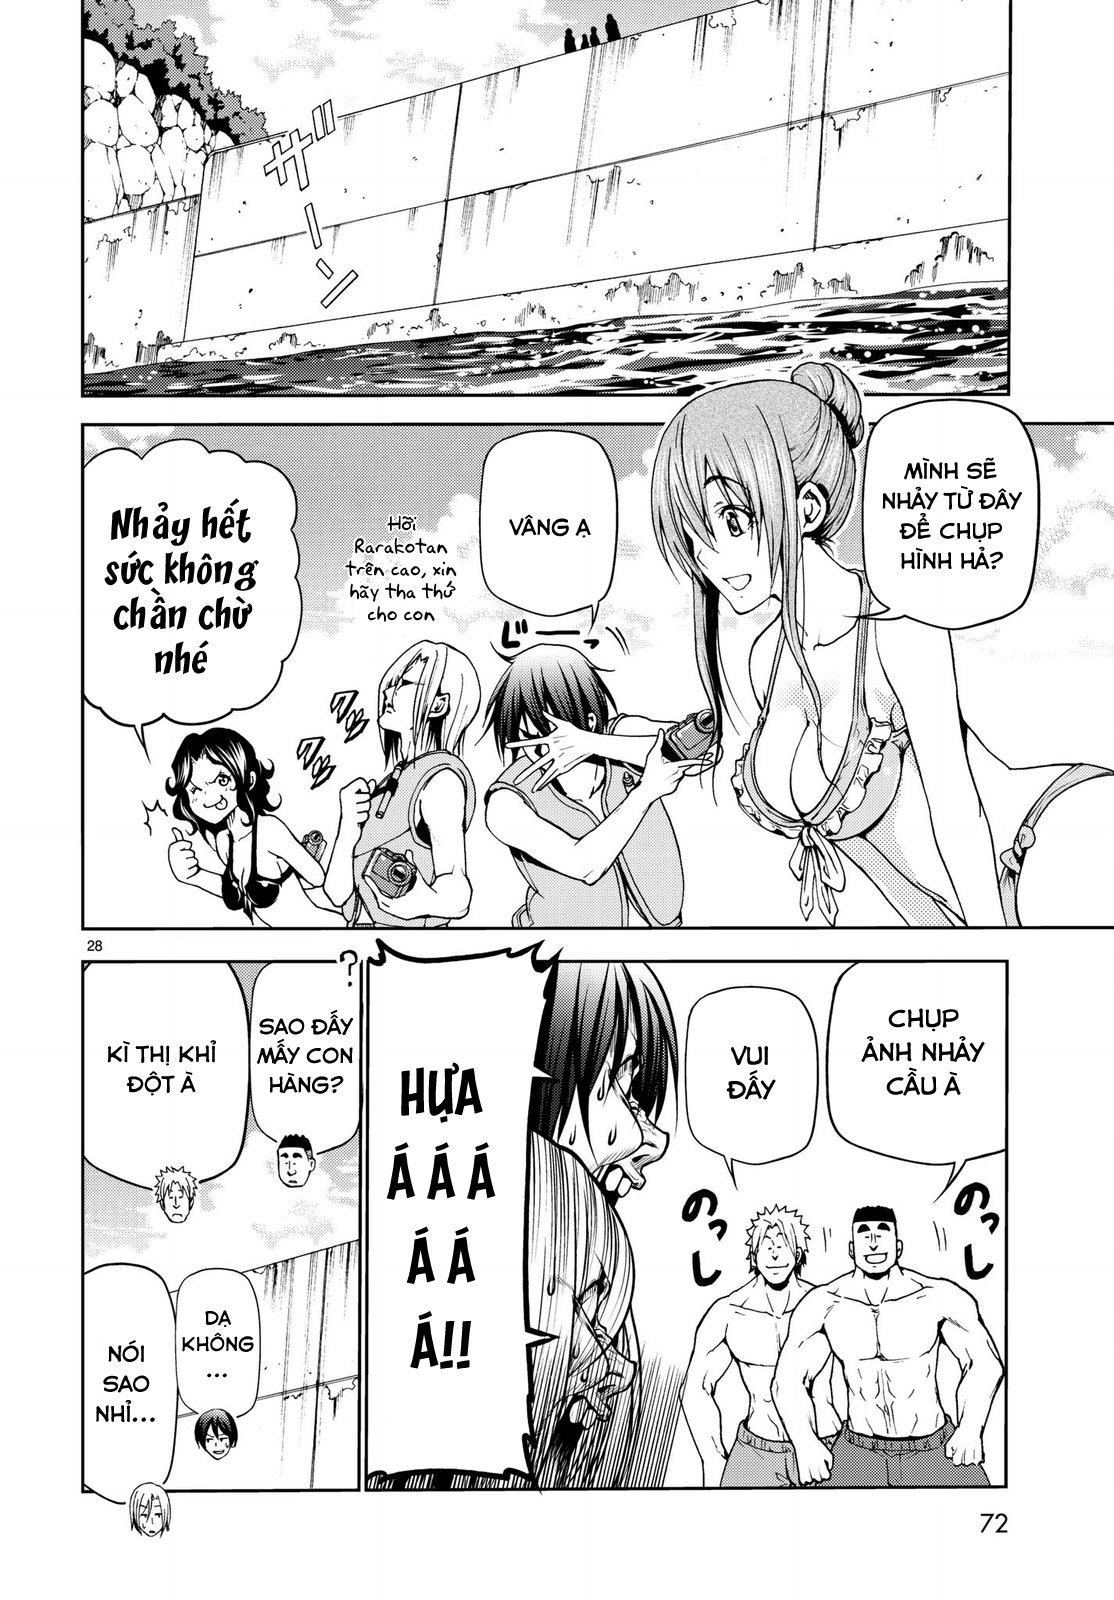 ザ
ザ
ー
ン
MÌNH SẼ
NHẢY TỪ ĐÂY
ĐỂ CHỤP
HÌNH HẢ?
VÂNG Ạ
じーっ
Hỡi
Rarakotan
trên cao, xin
hãy tha thứ
cho con
Nhảy hết
sức không
chần chừ
nhé
28
CHỤP
ẢNH NHẢY
CẦU À
VUI
ĐẤY
のっし
のっし
HỰA
Á Á Á
Á Á
Á!!
?
SAO ĐẤY
MẤY CON
HÀNG?
KÌ THỊ KHỈ
ĐỘT À
DẠ
KHÔNG
...
NÓI
SAO
NHỈ...
72